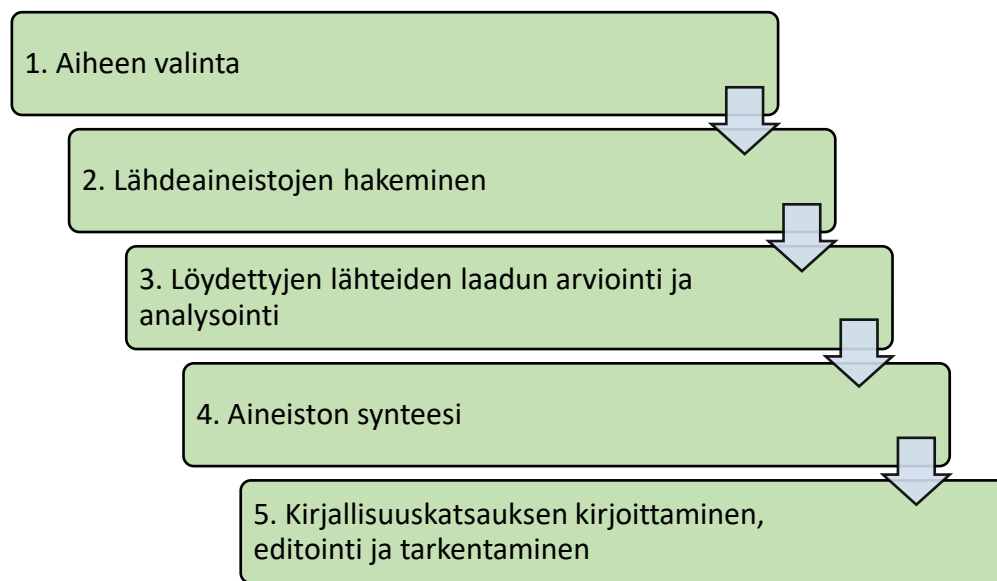 1. Aiheen valinta
2. Lähdeaineistojen hakeminen
3. Löydettyjen lähteiden laadun arviointi ja
analysointi
4. Aineiston synteesi
5. Kirjallisuuskatsauksen kirjoittaminen,
editointi ja tarkentaminen